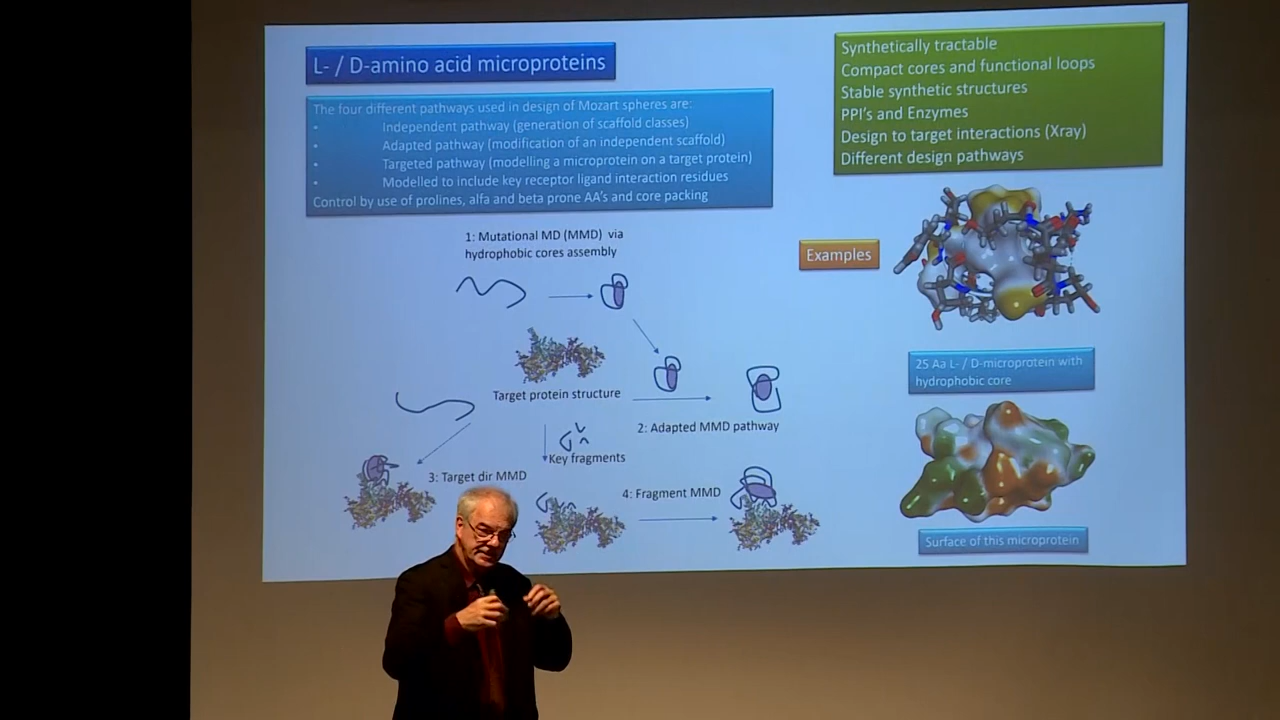 L- / D-amino acid microproteins
The four different pathways used in design of Mozart spheres are:
• Independent pathway (generation of scaffold classes)
• Adapted pathway (modification of an independent scaffold)
• Targeted pathway (modelling a microprotein on a target protein)
• Modelled to include key receptor ligand interaction residues
Control by use of prolines, alfa and beta prone AA's and core packing
Synthetically tractable
Compact cores and functional loops
Stable synthetic structures
PPI's and Enzymes
Design to target interactions (Xray)
Different design pathways
1: Mutational MD (MMD) via
hydrophobic cores assembly
Examples
Target protein structure
25 Aa L- / D-microprotein with
hydrophobic core
2: Adapted MMD pathway
Key fragments
3: Target dir MMD
4: Fragment MMD
Surface of this microprotein